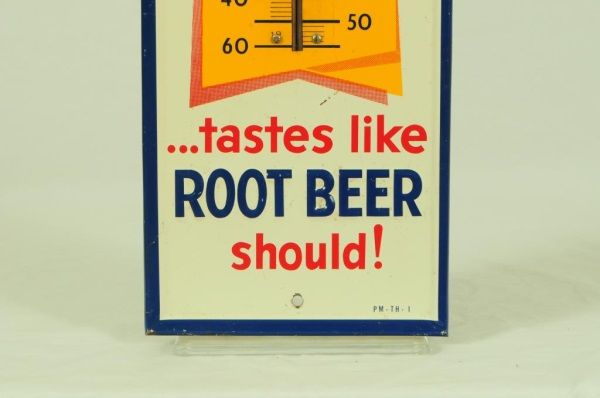 40
50
60
...tastes like
ROOT BEER
should!
PM-TH-1